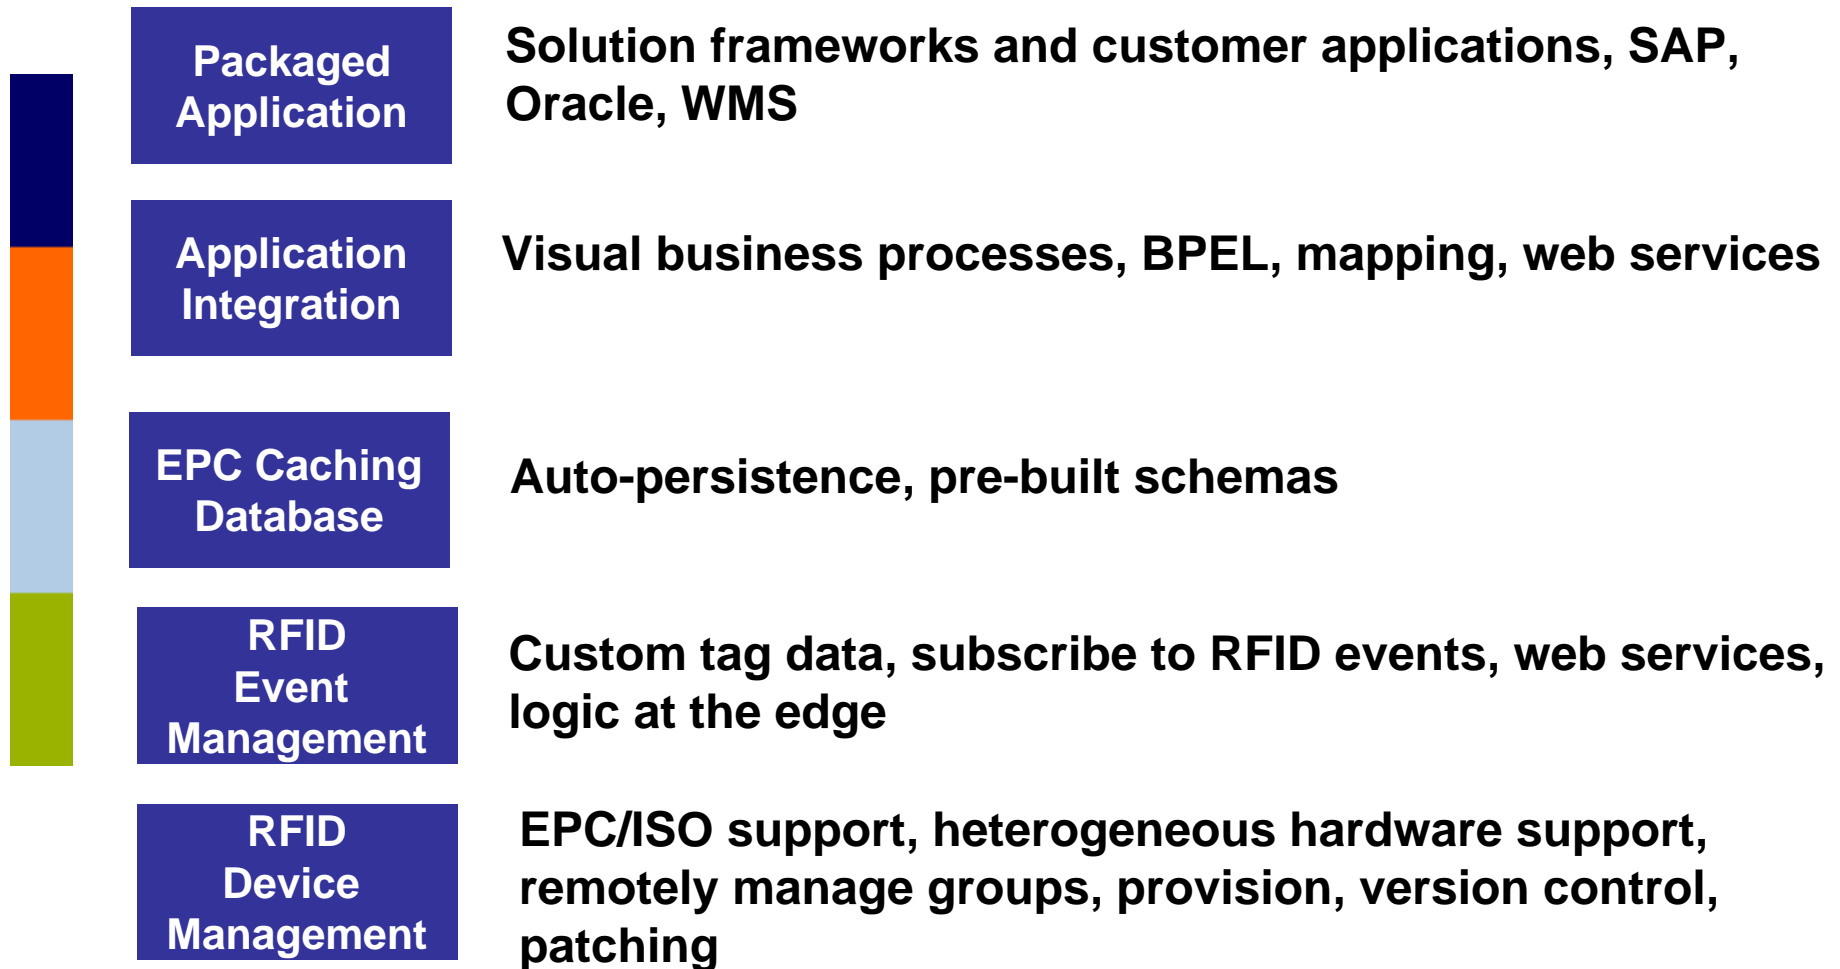 Packaged
Application
Solution frameworks and customer applications, SAP,
Oracle, WMS
Application
Integration
Visual business processes, BPEL, mapping, web services
EPC Caching
Database
Auto-persistence, pre-built schemas
RFID
Event
Management
Custom tag data, subscribe to RFID events, web services,
logic at the edge
RFID
Device
Management
EPC/ISO support, heterogeneous hardware support,
remotely manage groups, provision, version control,
patching